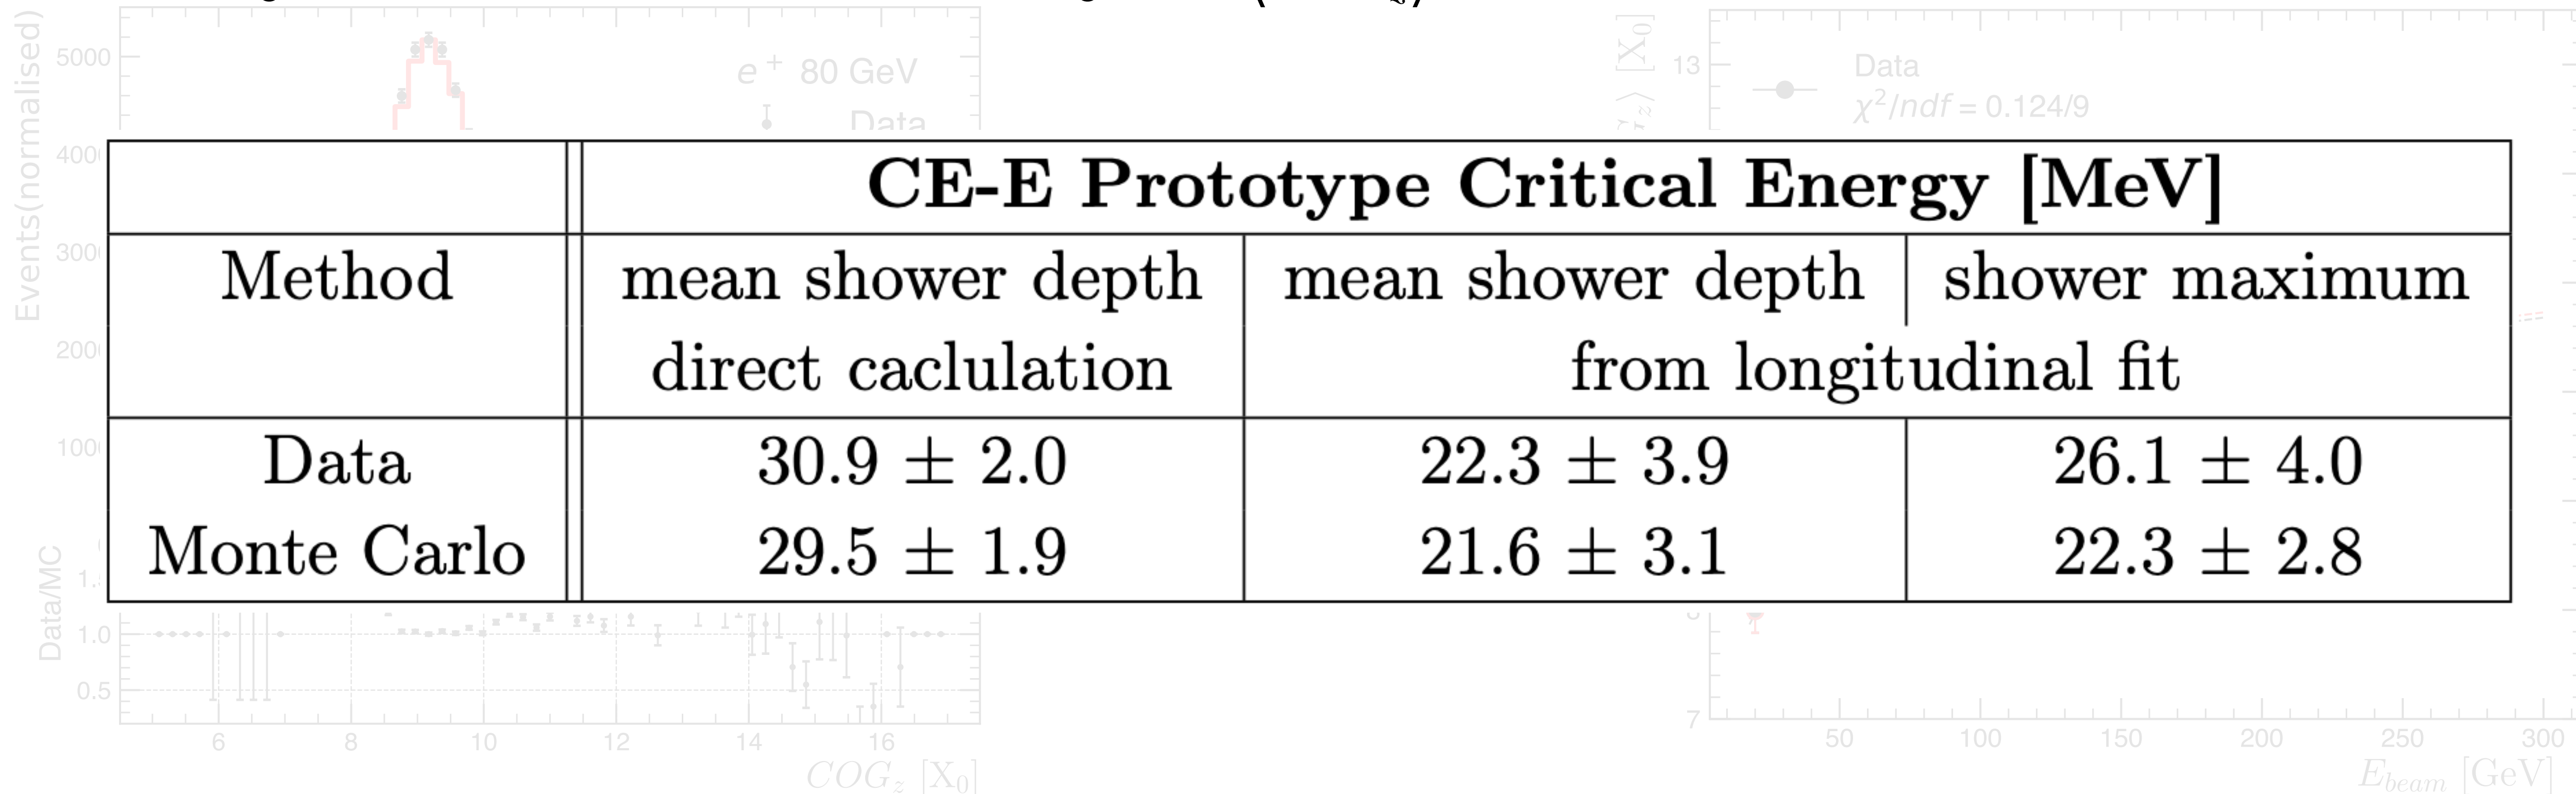 Events(normalised)
5000
e+ 80 GeV
Data
[X0]
13
Data
χ²/ndf = 0.124/9
CE-E Prototype Critical Energy [MeV]
Method
mean shower depth
mean shower depth
shower maximum
direct caclulation
from longitudinal fit
Data
30.9 ± 2.0
22.3 ± 3.9
26.1 ± 4.0
Monte Carlo
29.5 ± 1.9
21.6 ± 3.1
22.3 ± 2.8
Data/MC
1.0
0.5
6 8 10 12 14 16
COGz [X0]
7
50 100 150 200 250 300
Ebeam [GeV]